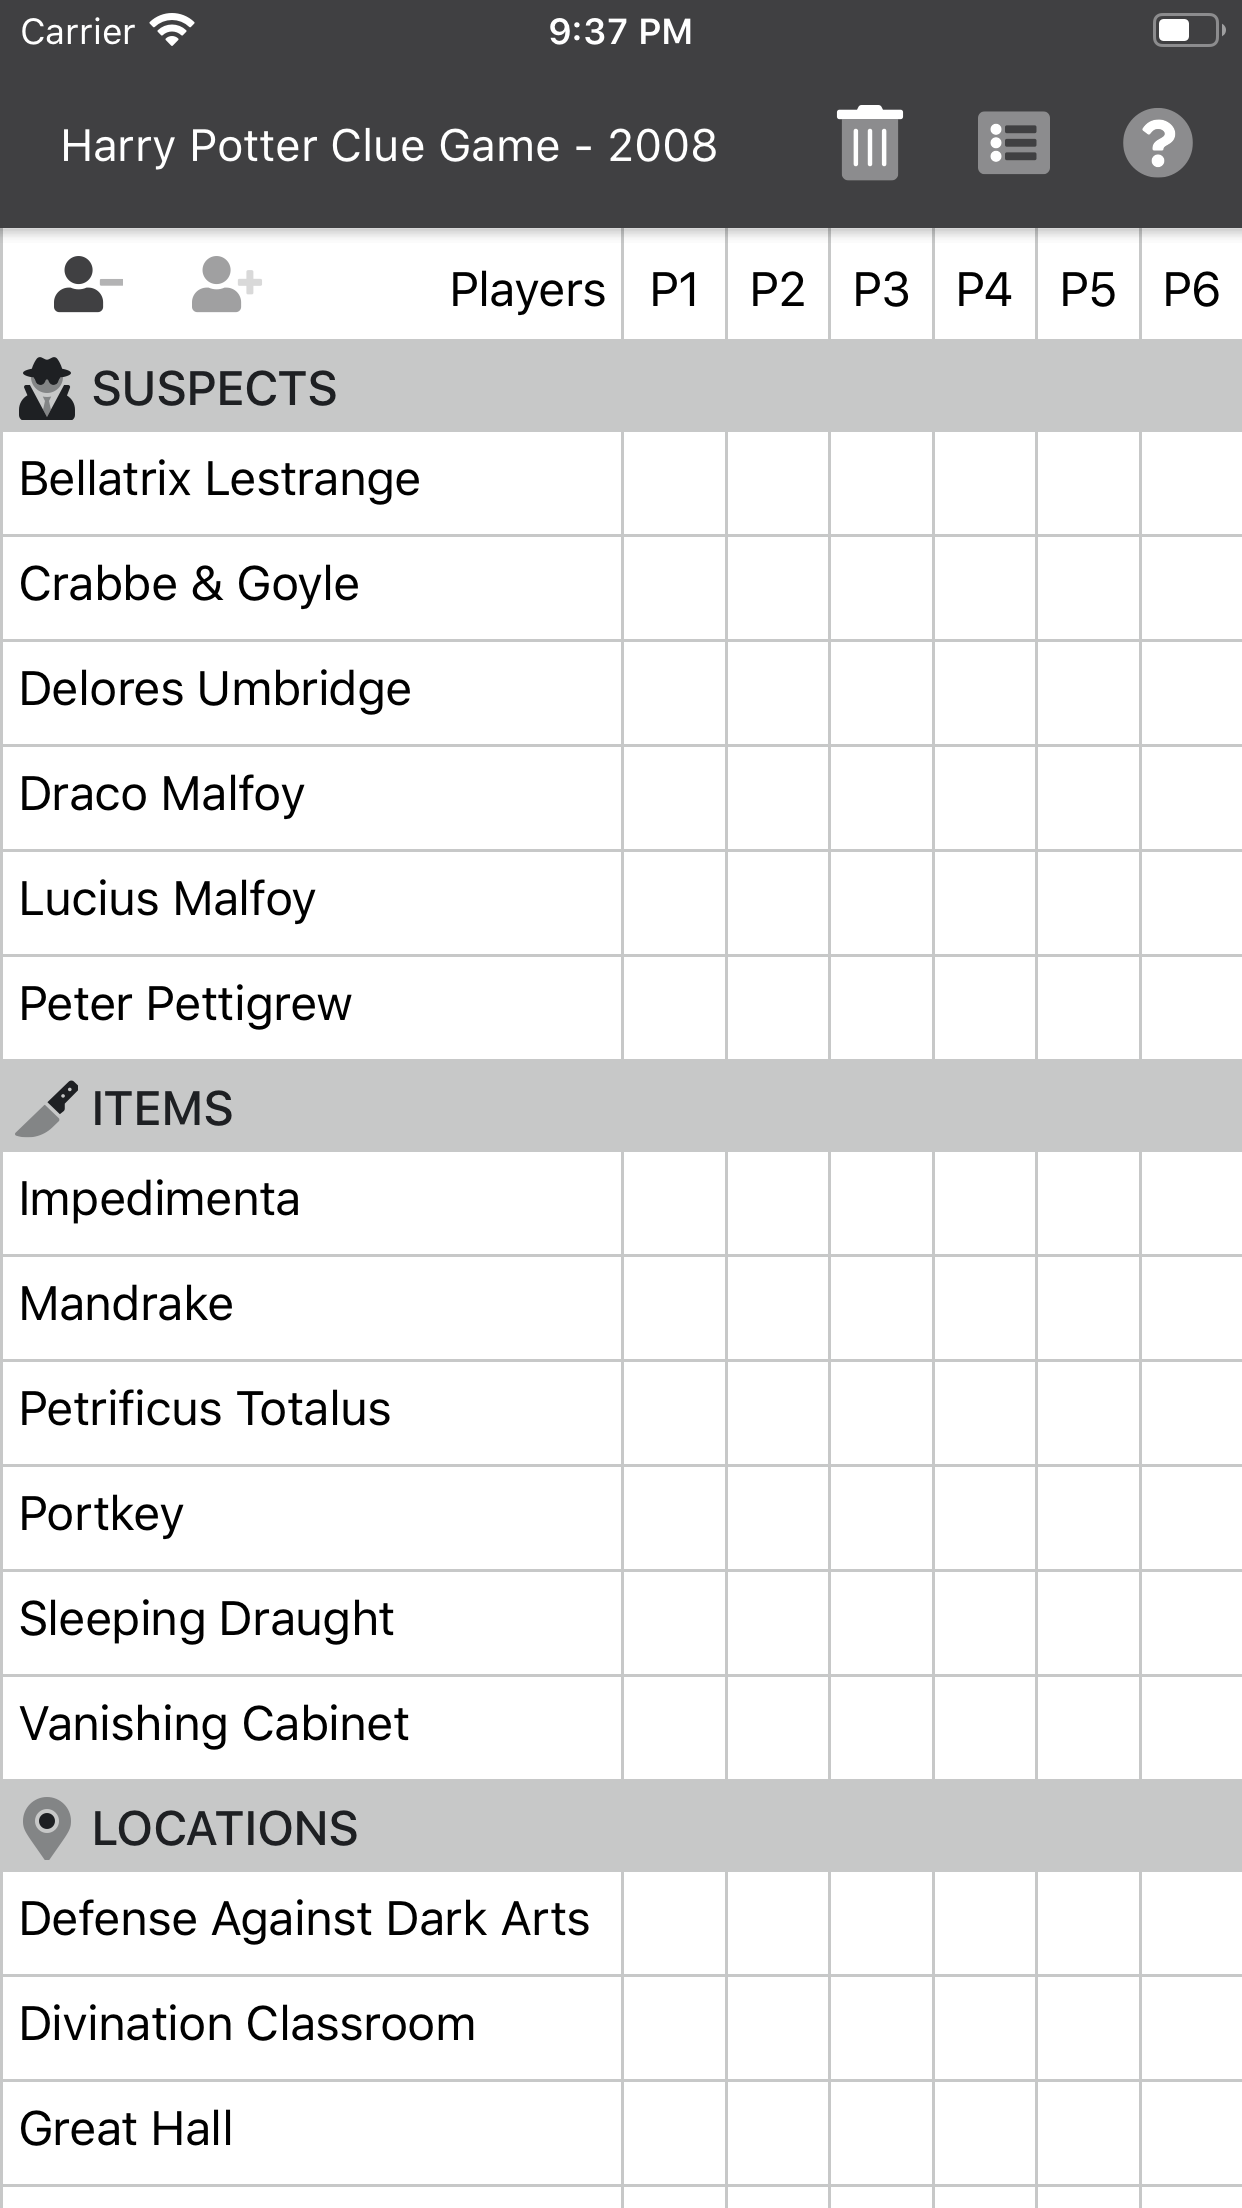 Carrier 9:37 PM
Harry Potter Clue Game - 2008 ?
Players P1 P2 P3 P4 P5 P6
SUSPECTS
Bellatrix Lestrange
Crabbe & Goyle
Delores Umbridge
Draco Malfoy
Lucius Malfoy
Peter Pettigrew
ITEMS
Impedimenta
Mandrake
Petrificus Totalus
Portkey
Sleeping Draught
Vanishing Cabinet
LOCATIONS
Defense Against Dark Arts
Divination Classroom
Great Hall